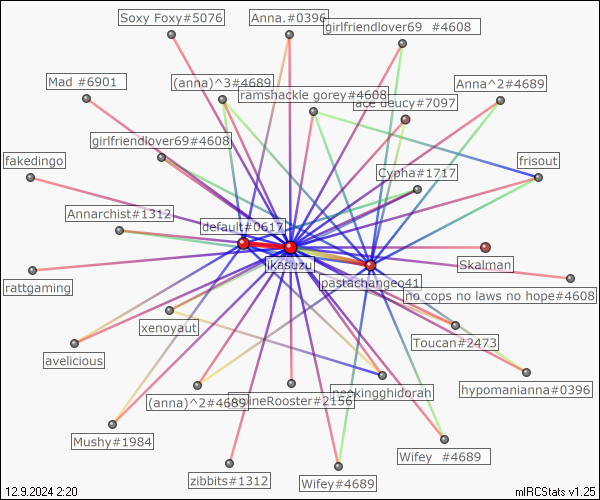 Soxy Foxy#5076
Anna.#0396
girlfriendlover69 #4608
Mad #6901
(anna)^3#4689
ramshackle gorey#4608
ace deucy#7097
Anna^2#4689
girlfriendlover69#4608
fakedingo
Cypha#1717
frisout
Annarchist#1312
default#0617
jkasuzu
Skalman
rattgaming
pastachangeo41
no cops no laws no hope#4608
xenoyaut
Toucan#2473
avelicious
neckingghidorah
hypomanianna#0396
(anna)^2#4689
gineRooster#2156
Mushy#1984
Wifey #4689
zibbits#1312
Wifey#4689
12.9.2024 2:20
mIRCStats v1.25